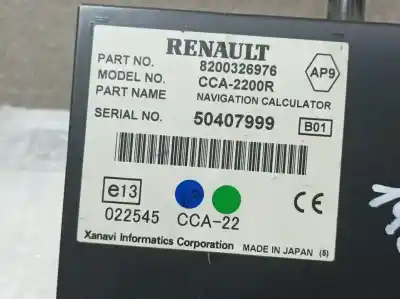 RENAULT
PART NO. 8200326976
MODEL NO. CCA-2200R
PART NAME NAVIGATION CALCULATOR
AP9
SERIAL NO. 50407999
B01
e13
022545 CCA-22
CE
Xanavi Informatics Corporation MADE IN JAPAN (5)